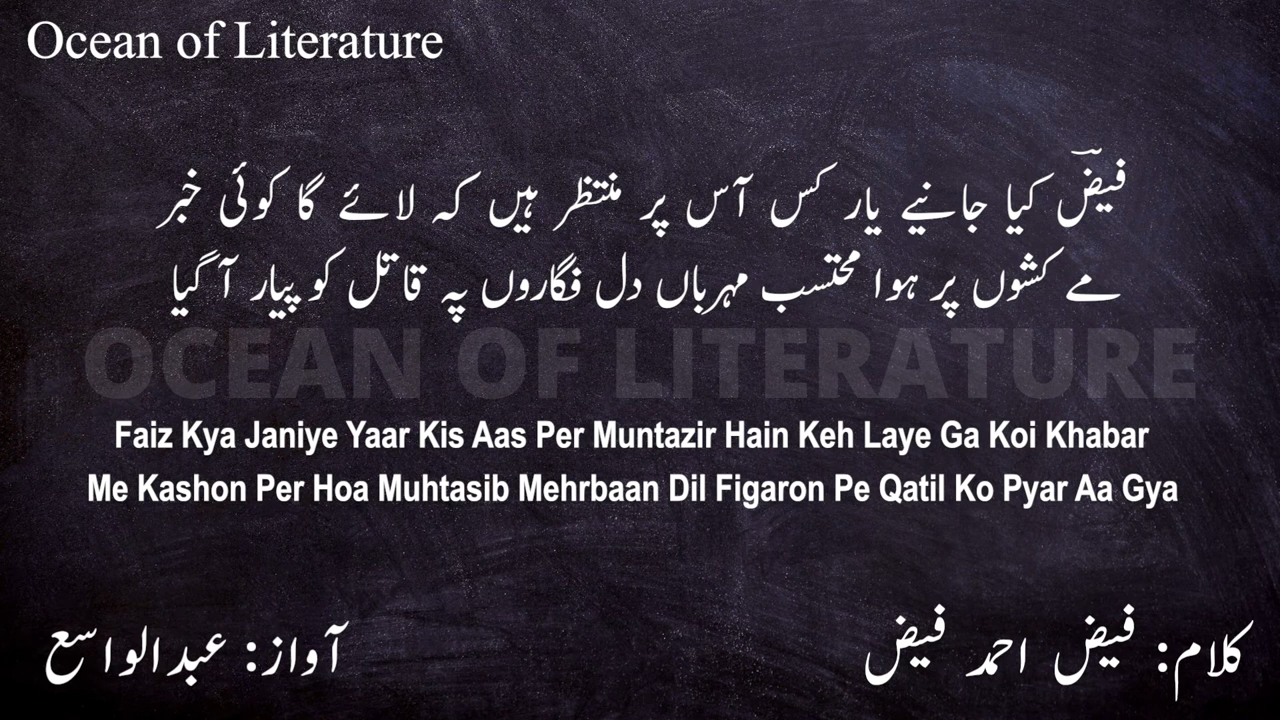 Ocean of Literature
فیضؔ کیا جانیے یار کس آس پر منتظر ہیں کہ لائے گا کوئی خبر
مے کشوں پر ہوا محتسب مہرباں دل فگاروں پہ قاتل کو پیار آ گیا
OCEAN OF LITERATURE
Faiz Kya Janiye Yaar Kis Aas Per Muntazir Hain Keh Laye Ga Koi Khabar
Me Kashon Per Hoa Muhtasib Mehrbaan Dil Figaron Pe Qatil Ko Pyar Aa Gya
کلام: فیض احمد فیض
آواز: عبدالواسع